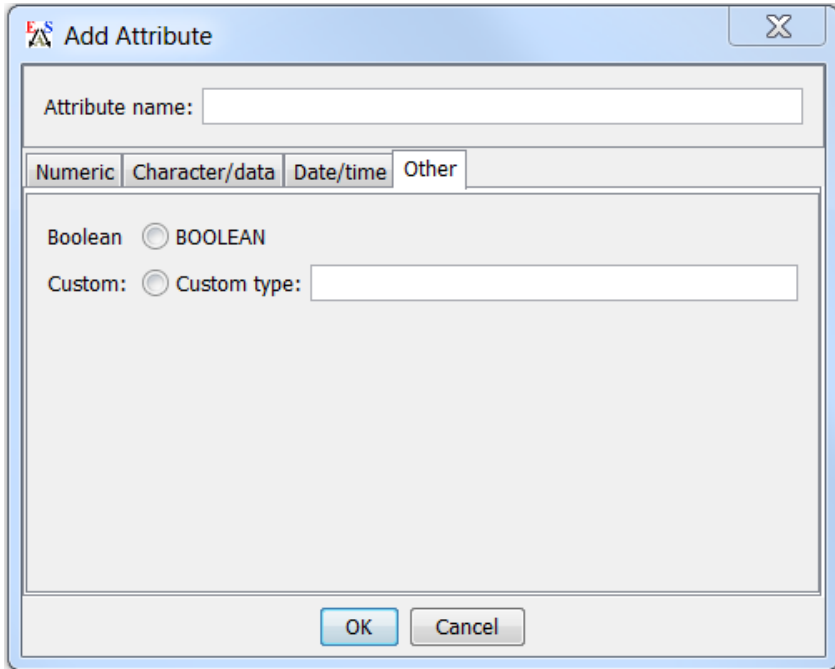 Add Attribute
Attribute name:
Numeric Character/data Date/time Other
Boolean BOOLEAN
Custom: Custom type:
OK Cancel